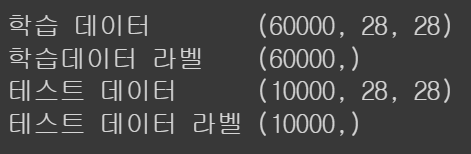 학습 데이터 (60000, 28, 28)
학습데이터 라벨 (60000,)
테스트 데이터 (10000, 28, 28)
테스트 데이터 라벨 (10000,)